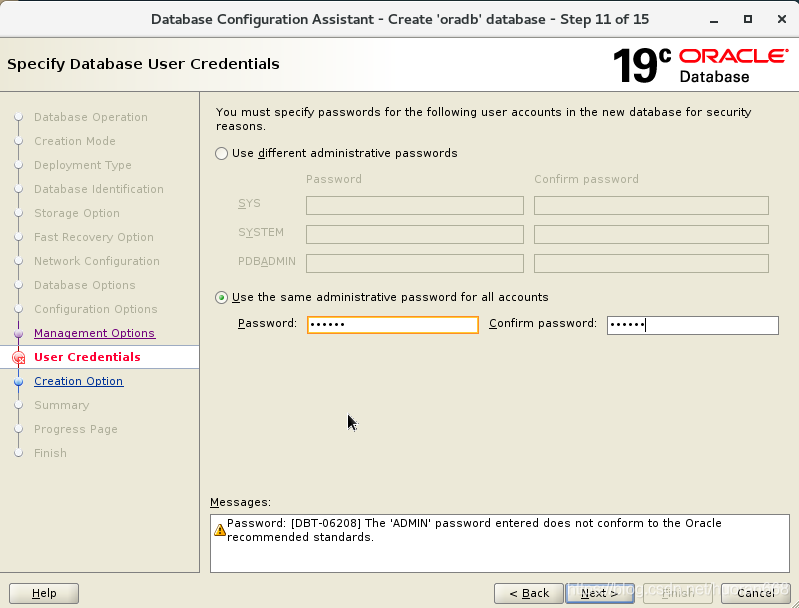 Database Configuration Assistant - Create 'oradb' database - Step 11 of 15
Specify Database User Credentials
19c ORACLE
Database
Database Operation
Creation Mode
Deployment Type
Database Identification
Storage Option
Fast Recovery Option
Network Configuration
Database Options
Configuration Options
Management Options
User Credentials
Creation Option
Summary
Progress Page
Finish
You must specify passwords for the following user accounts in the new database for security
reasons.
Use different administrative passwords
Password Confirm password
SYS
SYSTEM
PDBADMIN
Use the same administrative password for all accounts
Password: •••••• Confirm password: ••••••
Messages:
Password: [DBT-06208] The 'ADMIN' password entered does not conform to the Oracle
recommended standards.
Help < Back Next > Finish Cancel